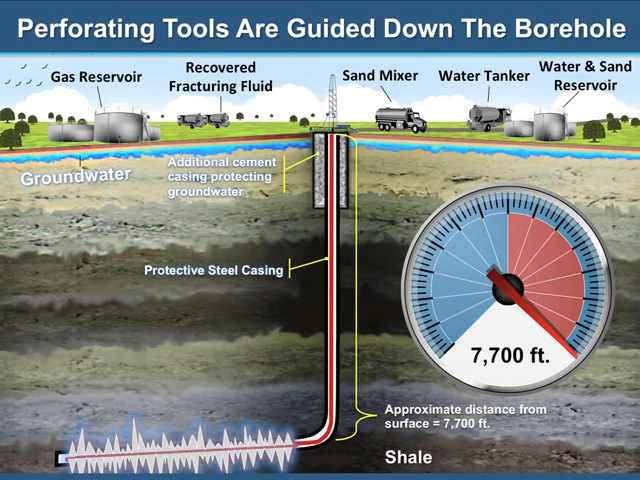 Perforating Tools Are Guided Down The Borehole
Gas Reservoir
Recovered
Fracturing Fluid
Sand Mixer
Water Tanker
Water & Sand
Reservoir
Groundwater
Additional cement
casing protecting
groundwater
Protective Steel Casing
7,700 ft.
Approximate distance from
surface = 7,700 ft.
Shale